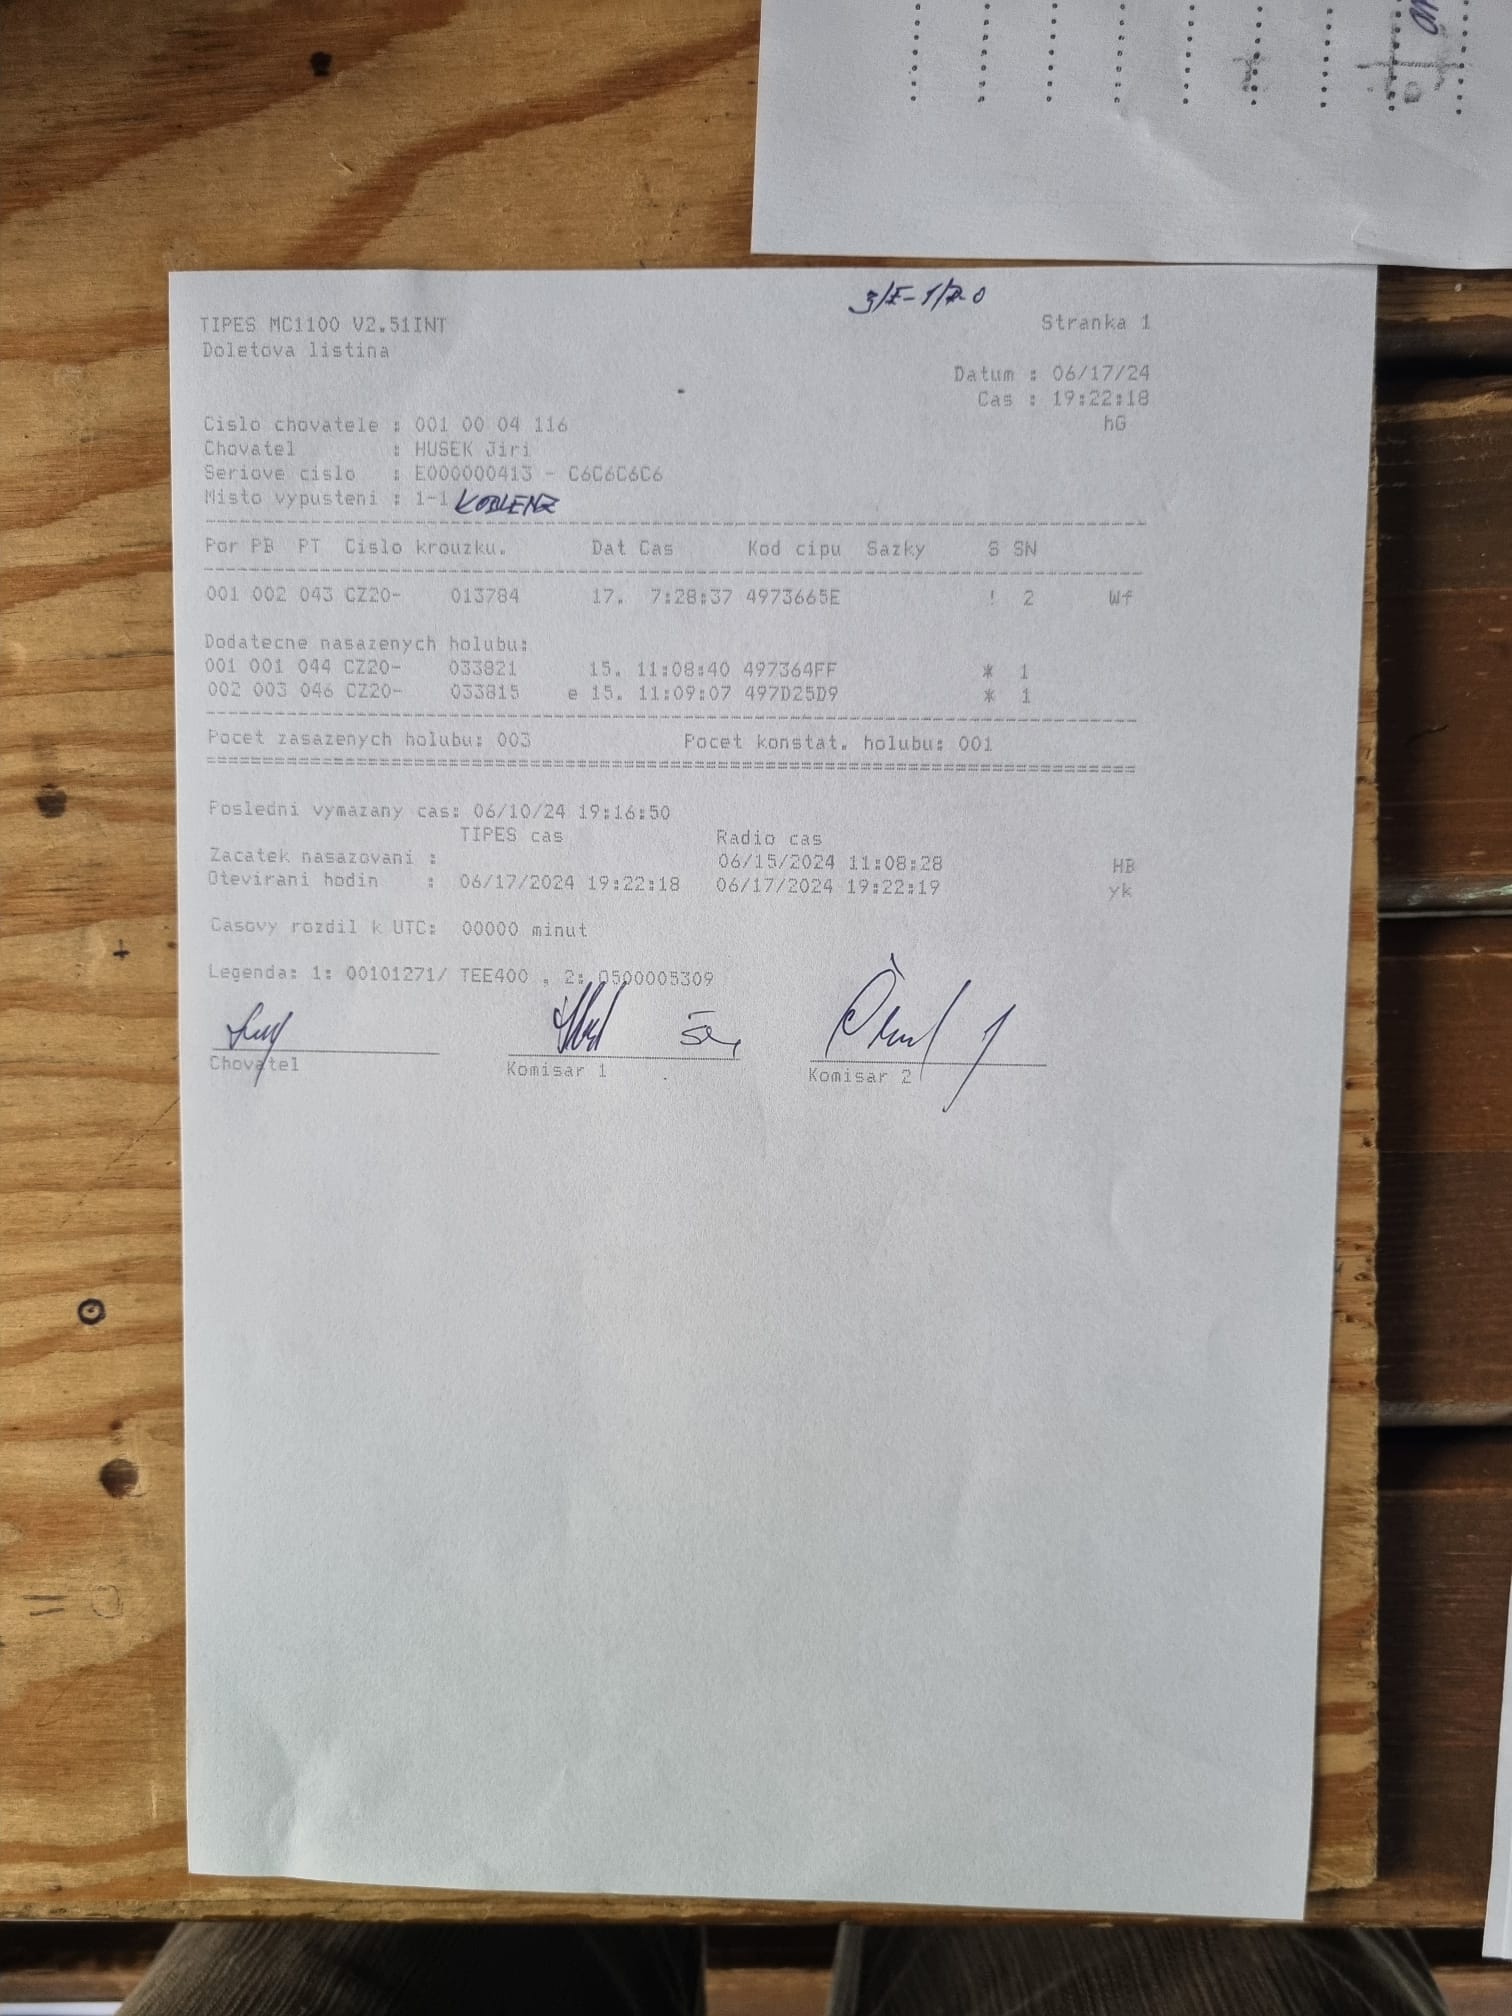 TIPES MC1100 V2.51INT Stranka 1
Doletova listina
Datum : 06/17/24
Cas : 19:22:18
Cislo chovatele : 001 00 04 116 hG
Chovatel : HUSEK Jiri
Seriove cislo : E000000413 - C6C6C6C6
Misto vypusteni : 1-1 KOBLENZ
Por PB PT Cislo krouzku. Dat Cas Kod cipu Sazky S SN
001 002 043 CZ20- 013784 17. 7:28:37 4973665E ! 2 Wf
Dodatecne nasazenych holubu:
001 001 044 CZ20- 033821 15. 11:08:40 497364FF * 1
002 003 046 CZ20- 033815 e 15. 11:09:07 497D25D9 * 1
Pocet zasazenych holubu: 003 Pocet konstat. holubu: 001
Posledni vymazany cas: 06/10/24 19:16:50
TIPES cas Radio cas
Zacatek nasazovani : 06/15/2024 11:08:28 HB
Otevirani hodin : 06/17/2024 19:22:18 06/17/2024 19:22:19 yk
Casovy rozdil k UTC: 00000 minut
Legenda: 1: 00101271/ TEE400 , 2: 0500005309
Chovatel Komisar 1 Komisar 2